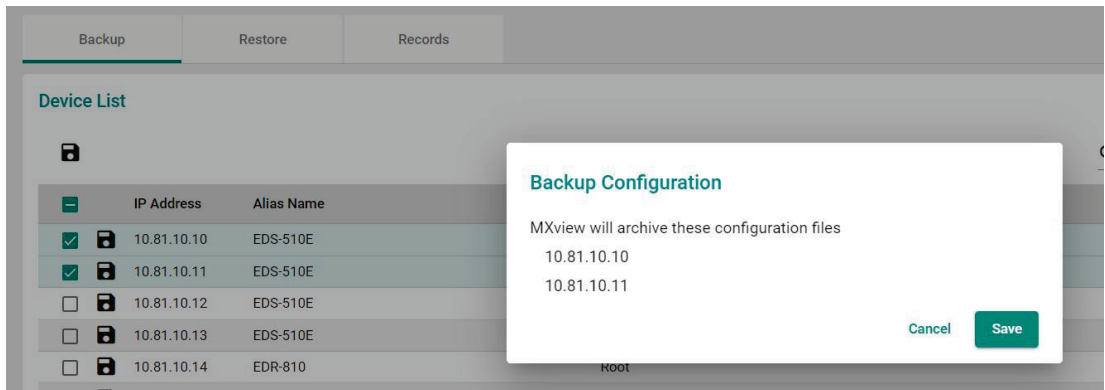 Backup Restore Records
Device List
Backup Configuration
MXview will archive these configuration files
10.81.10.10
10.81.10.11
Cancel Save
IP Address Alias Name
10.81.10.10 EDS-510E
10.81.10.11 EDS-510E
10.81.10.12 EDS-510E
10.81.10.13 EDS-510E
10.81.10.14 EDR-810 Root